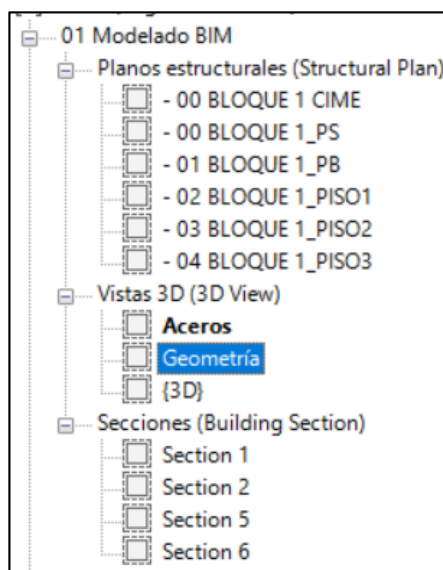 01 Modelado BIM
Planos estructurales (Structural Plan)
- 00 BLOQUE 1 CIME
- 00 BLOQUE 1_PS
- 01 BLOQUE 1_PB
- 02 BLOQUE 1_PISO1
- 03 BLOQUE 1_PISO2
- 04 BLOQUE 1_PISO3
Vistas 3D (3D View)
Aceros
Geometría
{3D}
Secciones (Building Section)
Section 1
Section 2
Section 5
Section 6